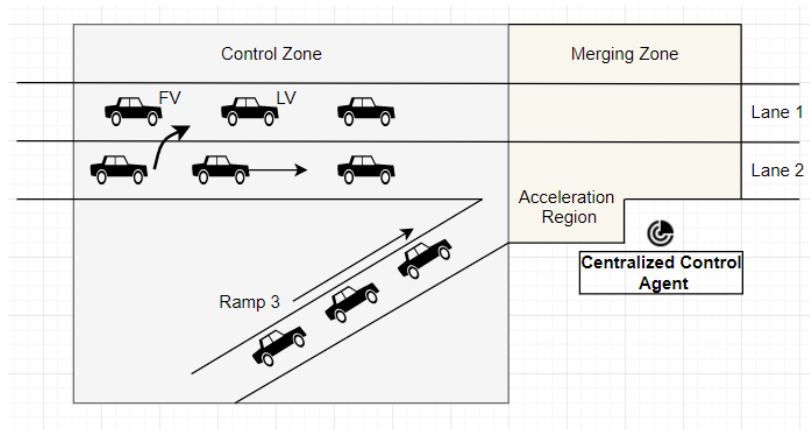 Control Zone
Merging Zone
FV
LV
Lane 1
Lane 2
Acceleration
Region
Ramp 3
Centralized Control
Agent